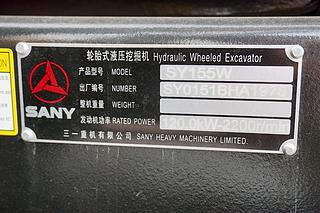 轮胎式液压挖掘机 Hydraulic Wheeled Excavator
产品型号 MODEL SY155W
出厂编号 NUMBER SY0151BHA1978
整机重量 WEIGHT
发动机功率 RATED POWER 120.0kW-2200r/min
SANY
三一重机有限公司 SANY HEAVY MACHINERY LIMITED.